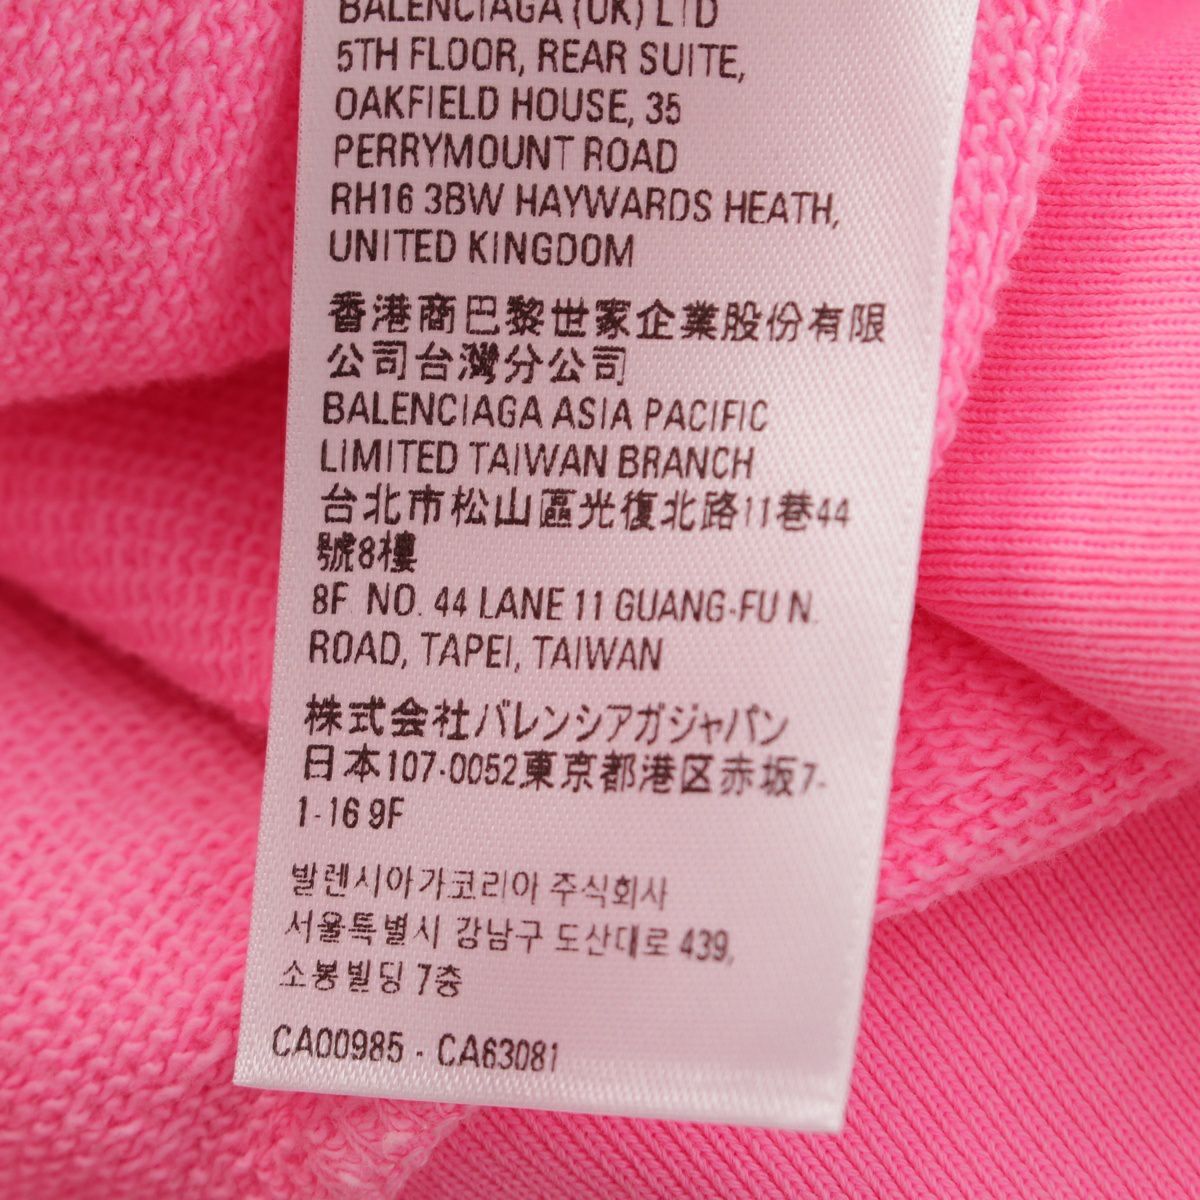 BALENCIAGA (UK) LTD
5TH FLOOR, REAR SUITE,
OAKFIELD HOUSE, 35
PERRYMOUNT ROAD
RH16 3BW HAYWARDS HEATH,
UNITED KINGDOM
香港商巴黎世家企業股份有限
公司台灣分公司
BALENCIAGA ASIA PACIFIC
LIMITED TAIWAN BRANCH
台北市松山區光復北路11巷44
號8樓
8F. NO. 44 LANE 11 GUANG-FU N.
ROAD, TAPEI, TAIWAN
株式会社バレンシアガジャパン
日本107-0052東京都港区赤坂7-
1-16 9F
발렌시아가코리아 주식회사
서울특별시 강남구 도산대로 439,
소봉빌딩 7층
CA00985 - CA63081